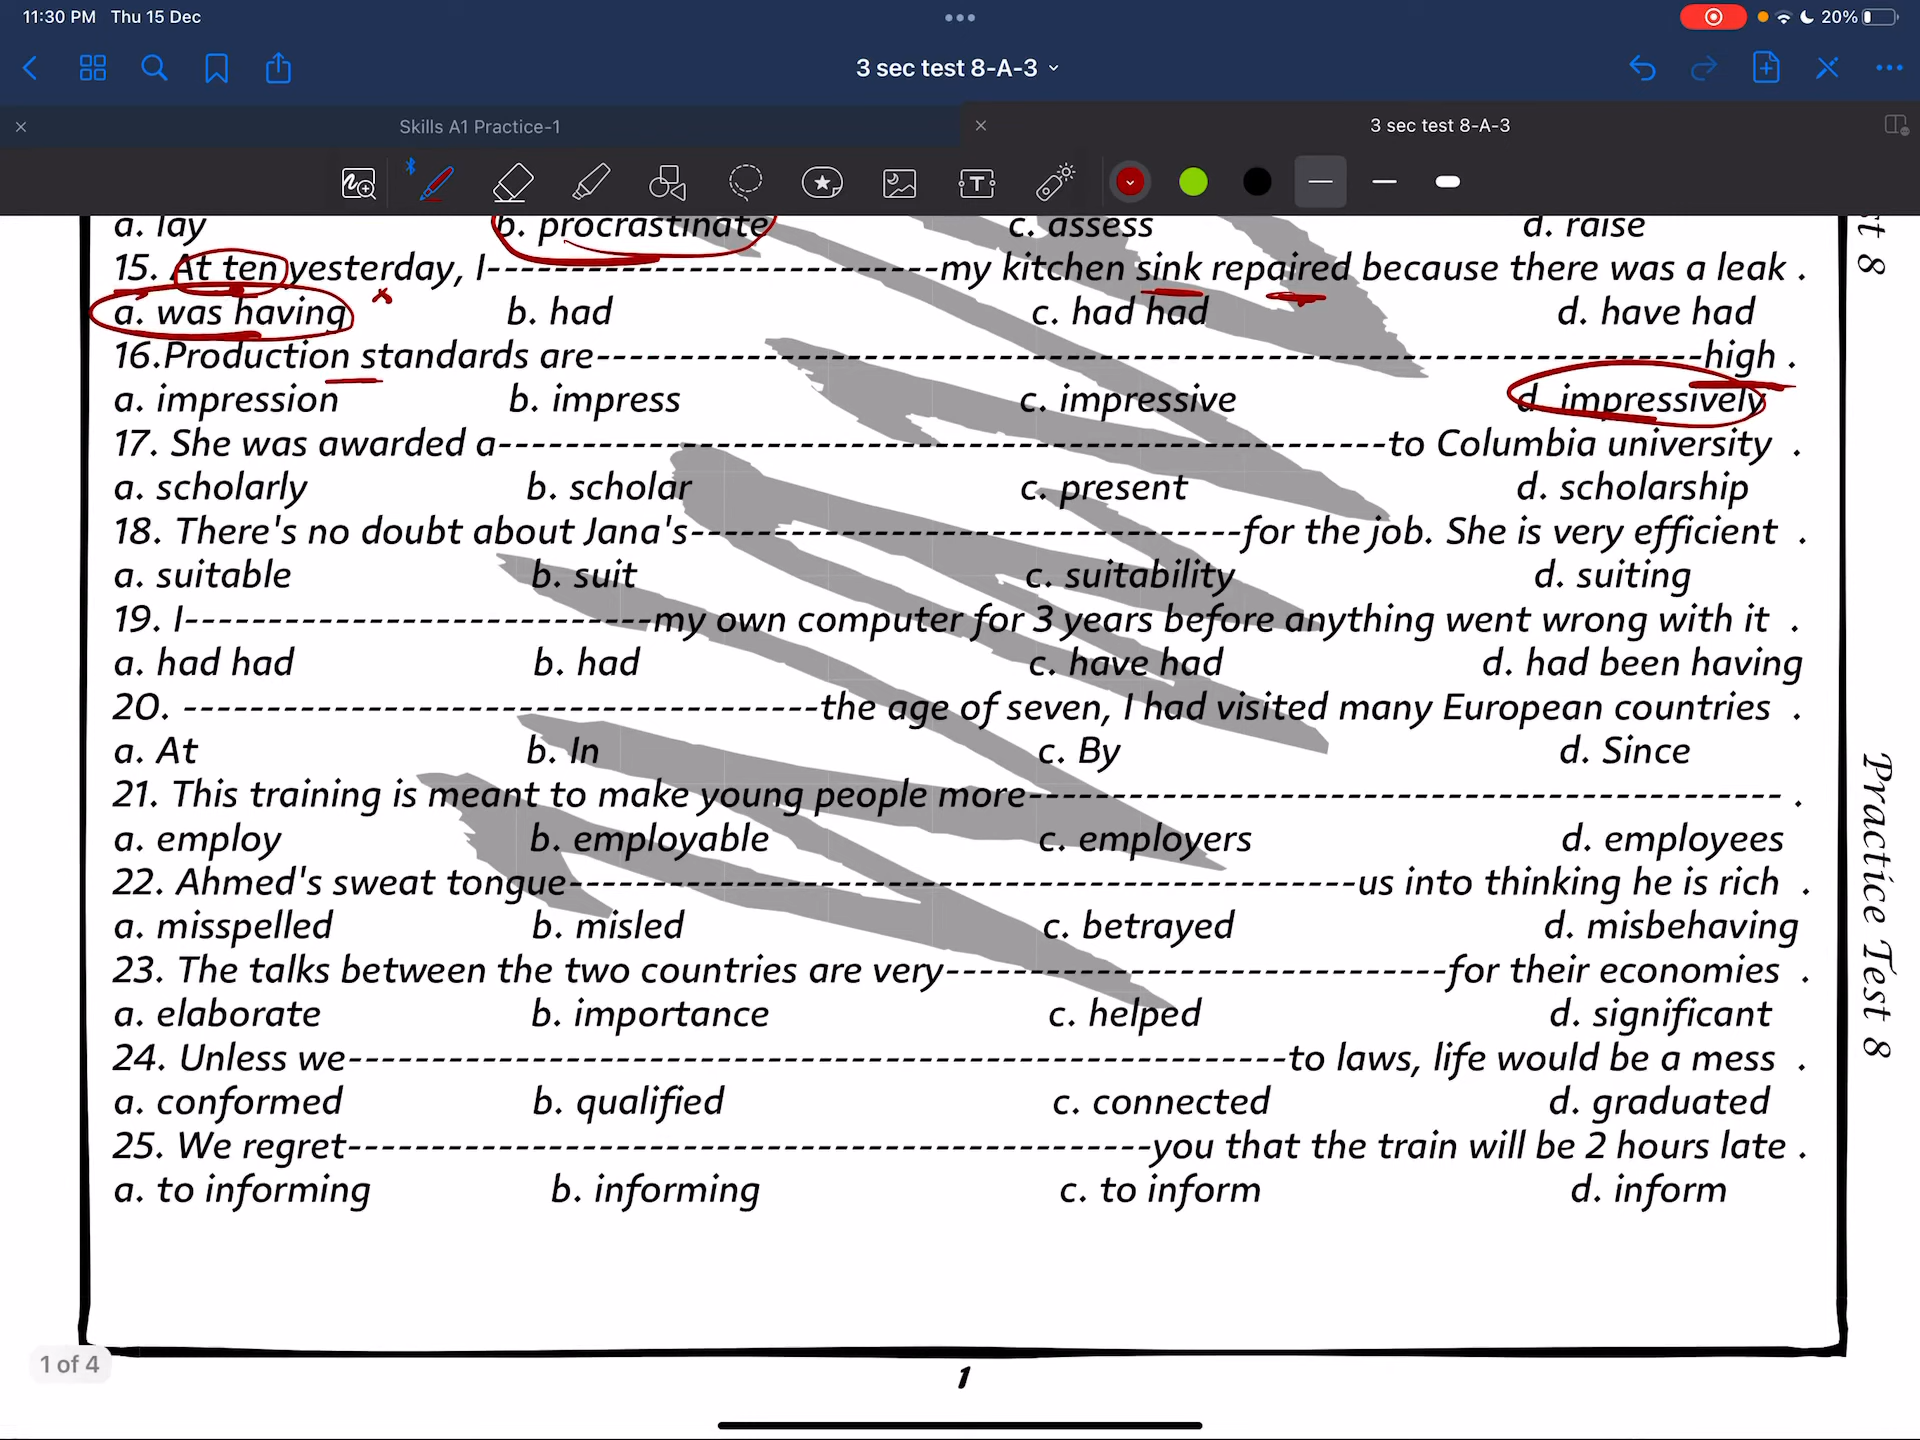 11:30 PM Thu 15 Dec
20%
3 sec test 8-A-3
Skills A1 Practice-1
3 sec test 8-A-3
a. lay b. procrastinate c. assess d. raise
15. At ten yesterday, I---------------------------my kitchen sink repaired because there was a leak .
a. was having b. had c. had had d. have had
16.Production standards are-------------------------------------------------------------------high .
a. impression b. impress c. impressive d. impressively
17. She was awarded a------------------------------------------------------to Columbia university .
a. scholarly b. scholar c. present d. scholarship
18. There's no doubt about Jana's---------------------------------for the job. She is very efficient .
a. suitable b. suit c. suitability d. suiting
19. I----------------------------my own computer for 3 years before anything went wrong with it .
a. had had b. had c. have had d. had been having
20. --------------------------------------the age of seven, I had visited many European countries .
a. At b. In c. By d. Since
21. This training is meant to make young people more---------------------------------------------- .
a. employ b. employable c. employers d. employees
22. Ahmed's sweat tongue-----------------------------------------------us into thinking he is rich .
a. misspelled b. misled c. betrayed d. misbehaving
23. The talks between the two countries are very------------------------------for their economies .
a. elaborate b. importance c. helped d. significant
24. Unless we---------------------------------------------------------to laws, life would be a mess .
a. conformed b. qualified c. connected d. graduated
25. We regret-------------------------------------------------you that the train will be 2 hours late .
a. to informing b. informing c. to inform d. inform
st 8
Practice Test 8
1 of 4
1